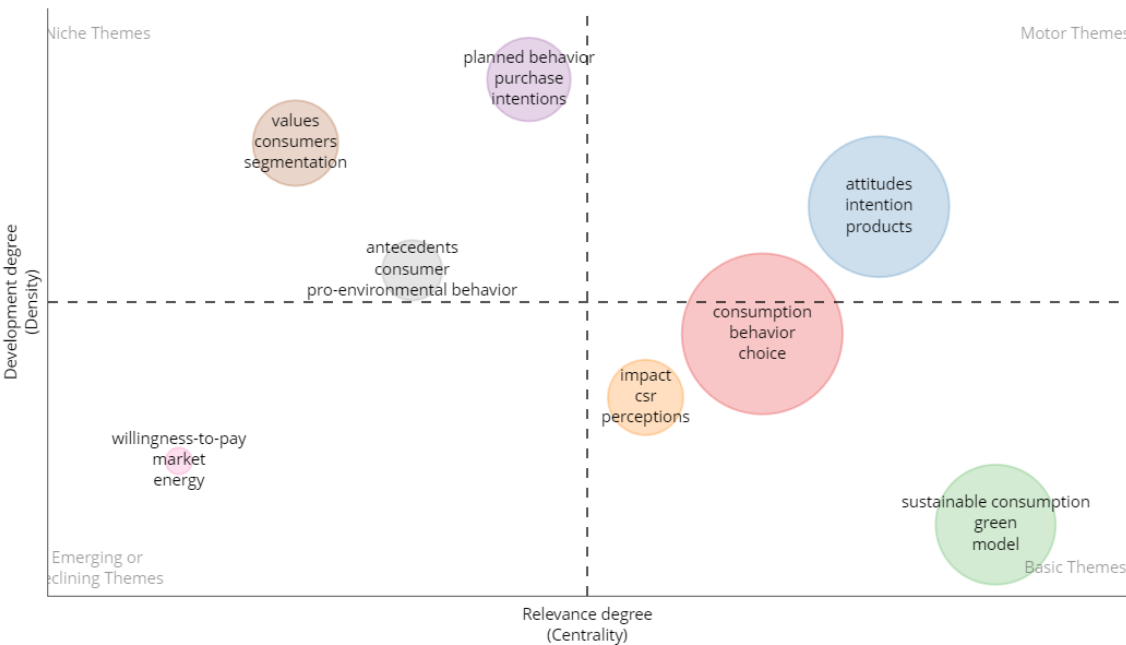 Niche Themes
Motor Themes
planned behavior
purchase
intentions
values
consumers
segmentation
attitudes
intention
products
antecedents
consumer
pro-environmental behavior
consumption
behavior
choice
impact
csr
perceptions
willingness-to-pay
market
energy
sustainable consumption
green
model
Emerging or
eclining Themes
Basic Themes
Development degree
(Density)
Relevance degree
(Centrality)